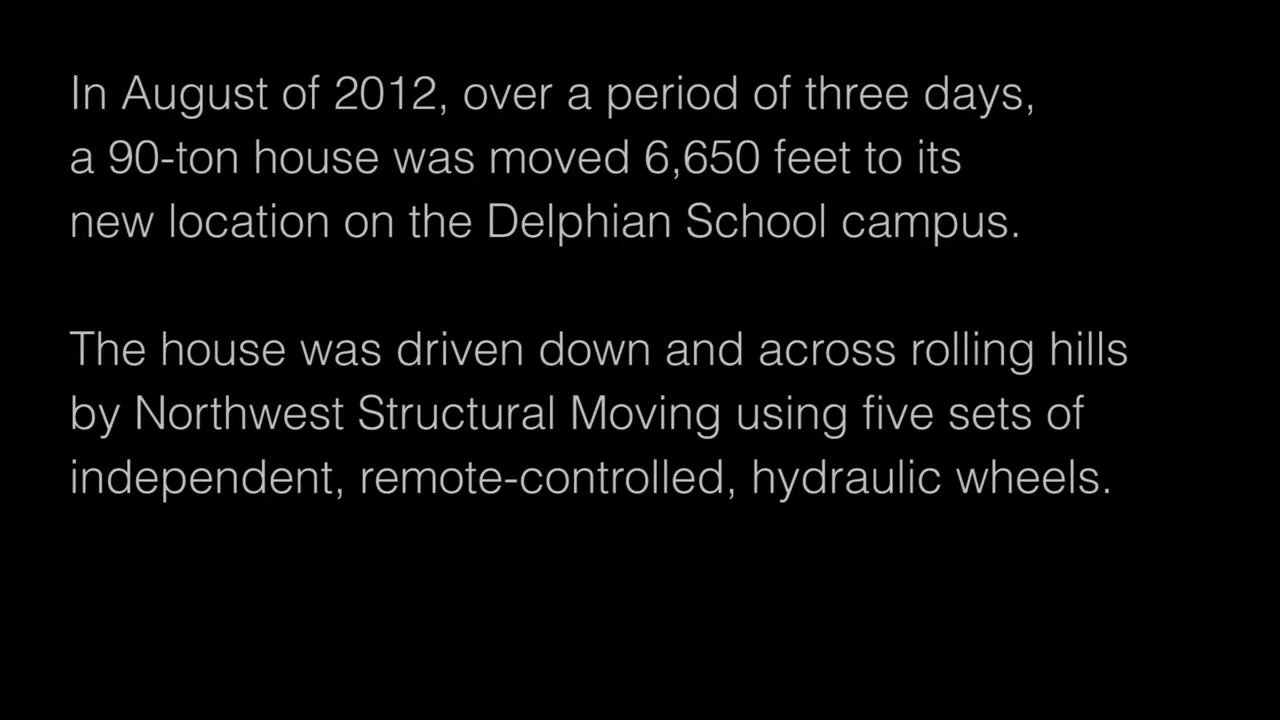 In August of 2012, over a period of three days,
a 90-ton house was moved 6,650 feet to its
new location on the Delphian School campus.
The house was driven down and across rolling hills
by Northwest Structural Moving using five sets of
independent, remote-controlled, hydraulic wheels.